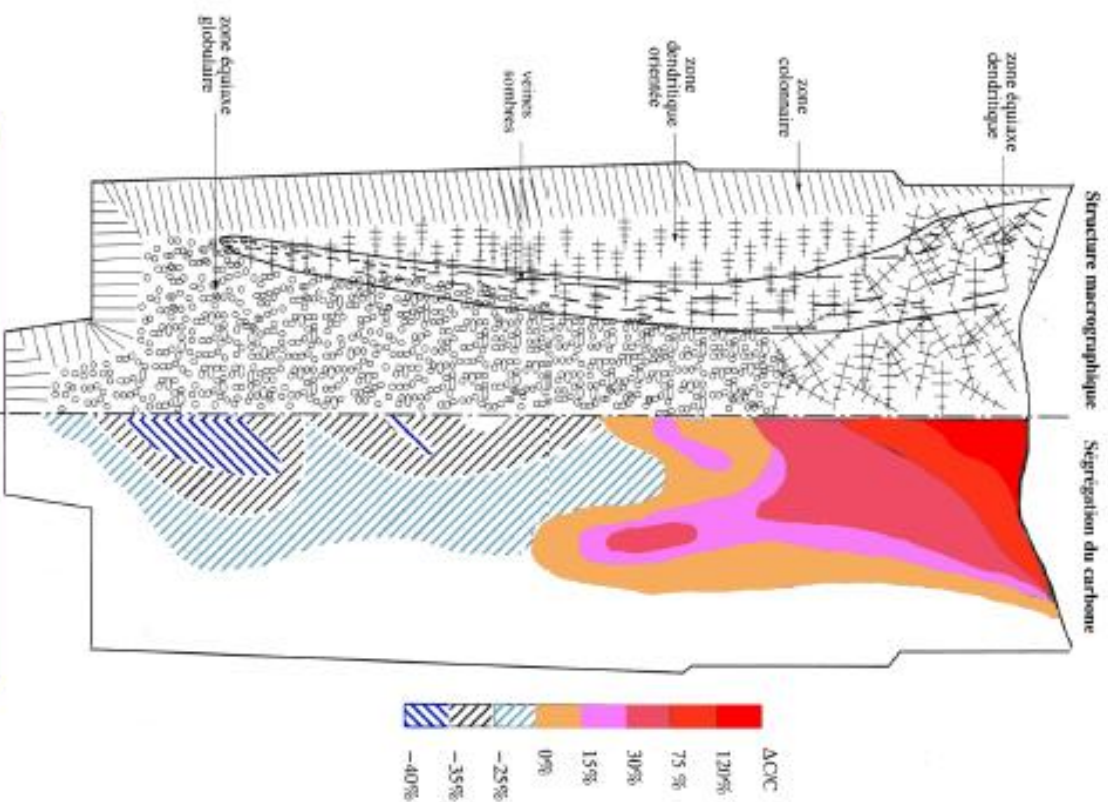 Structure macrographique
Ségrégation du carbone
zone équiaxe
dendritique
zone
colonnaire
zone
dendritique
orientée
veines
sombres
zone équiaxe
globulaire
ΔC/C
120%
75 %
30%
15%
0%
−25%
−35%
−40%